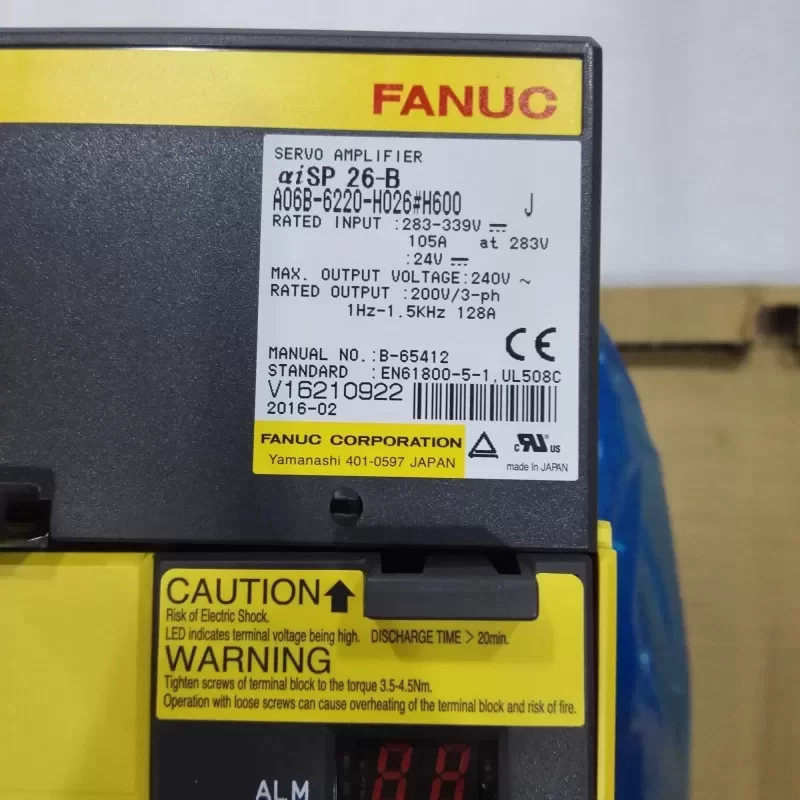 FANUC
SERVO AMPLIFIER
αiSP 26-B
A06B-6220-H026#H600 J
RATED INPUT :283-339V ⎓
105A at 283V
:24V ⎓
MAX. OUTPUT VOLTAGE:240V ~
RATED OUTPUT :200V/3-ph
1Hz-1.5KHz 128A
CE
MANUAL NO.:B-65412
STANDARD :EN61800-5-1,UL508C
V16210922
2016-02
FANUC CORPORATION
Yamanashi 401-0597 JAPAN
c RU US
made in JAPAN
CAUTION
Risk of Electric Shock.
LED indicates terminal voltage being high. DISCHARGE TIME > 20min.
WARNING
Tighten screws of terminal block to the torque 3.5-4.5Nm.
Operation with loose screws can cause overheating of the terminal block and risk of fire.
ALM